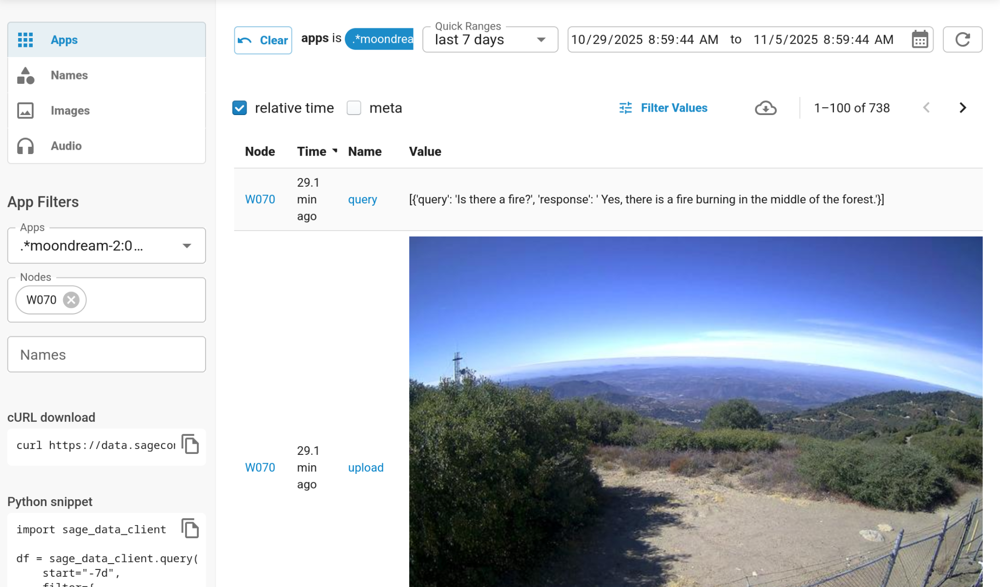 Apps
Names
Images
Audio
App Filters
Apps
.*moondream-2:0...
Nodes
W070
Names
cURL download
curl https://data.sagecor
Python snippet
import sage_data_client
df = sage_data_client.query(
start="-7d",
filter={
Clear
apps is .*moondrea
Quick Ranges
last 7 days
10/29/2025 8:59:44 AM to 11/5/2025 8:59:44 AM
relative time
meta
Filter Values
1–100 of 738
Node Time Name Value
W070
29.1
min
ago
query
[{'query': 'Is there a fire?', 'response': ' Yes, there is a fire burning in the middle of the forest.'}]
W070
29.1
min
ago
upload